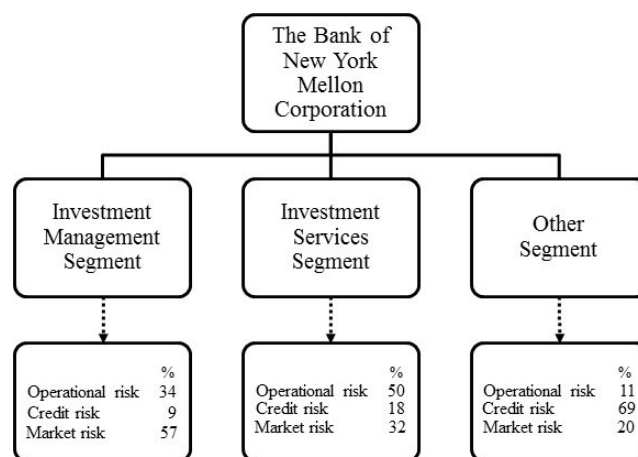 The Bank of
New York
Mellon
Corporation
Investment
Management
Segment
Investment
Services
Segment
Other
Segment
%
Operational risk 34
Credit risk 9
Market risk 57
%
Operational risk 50
Credit risk 18
Market risk 32
%
Operational risk 11
Credit risk 69
Market risk 20